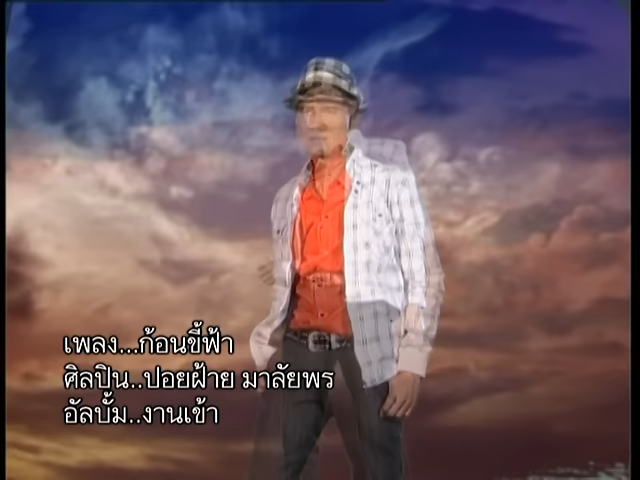 เพลง...ก้อนขี้ฟ้า
ศิลปิน..ปอยฝ้าย มาลัยพร
อัลบั้ม..งานเข้า